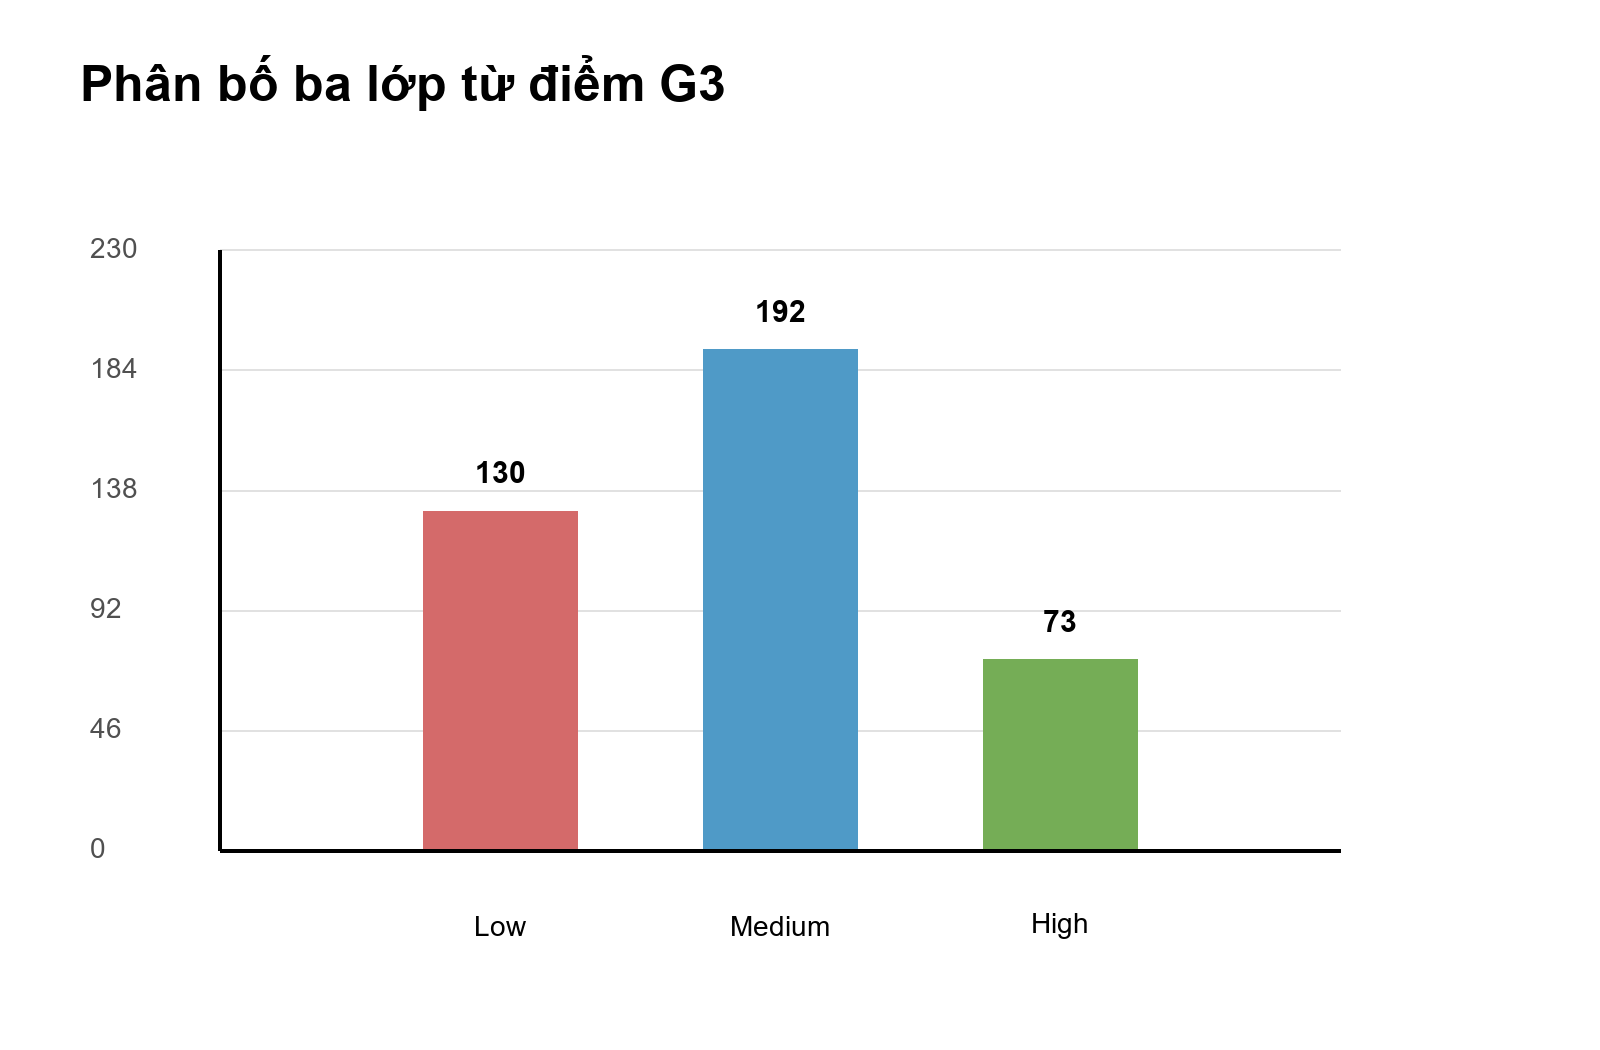 Phân bố ba lớp từ điểm G3
230
192
184
130
138
92
73
46
0
Low
Medium
High